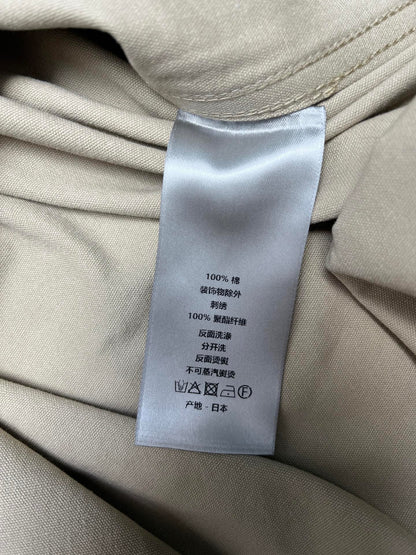 100% 棉
装饰物除外
刺绣
100% 聚酯纤维
反面洗涤
分开洗
反面烫熨
不可蒸汽熨烫
产地 - 日本